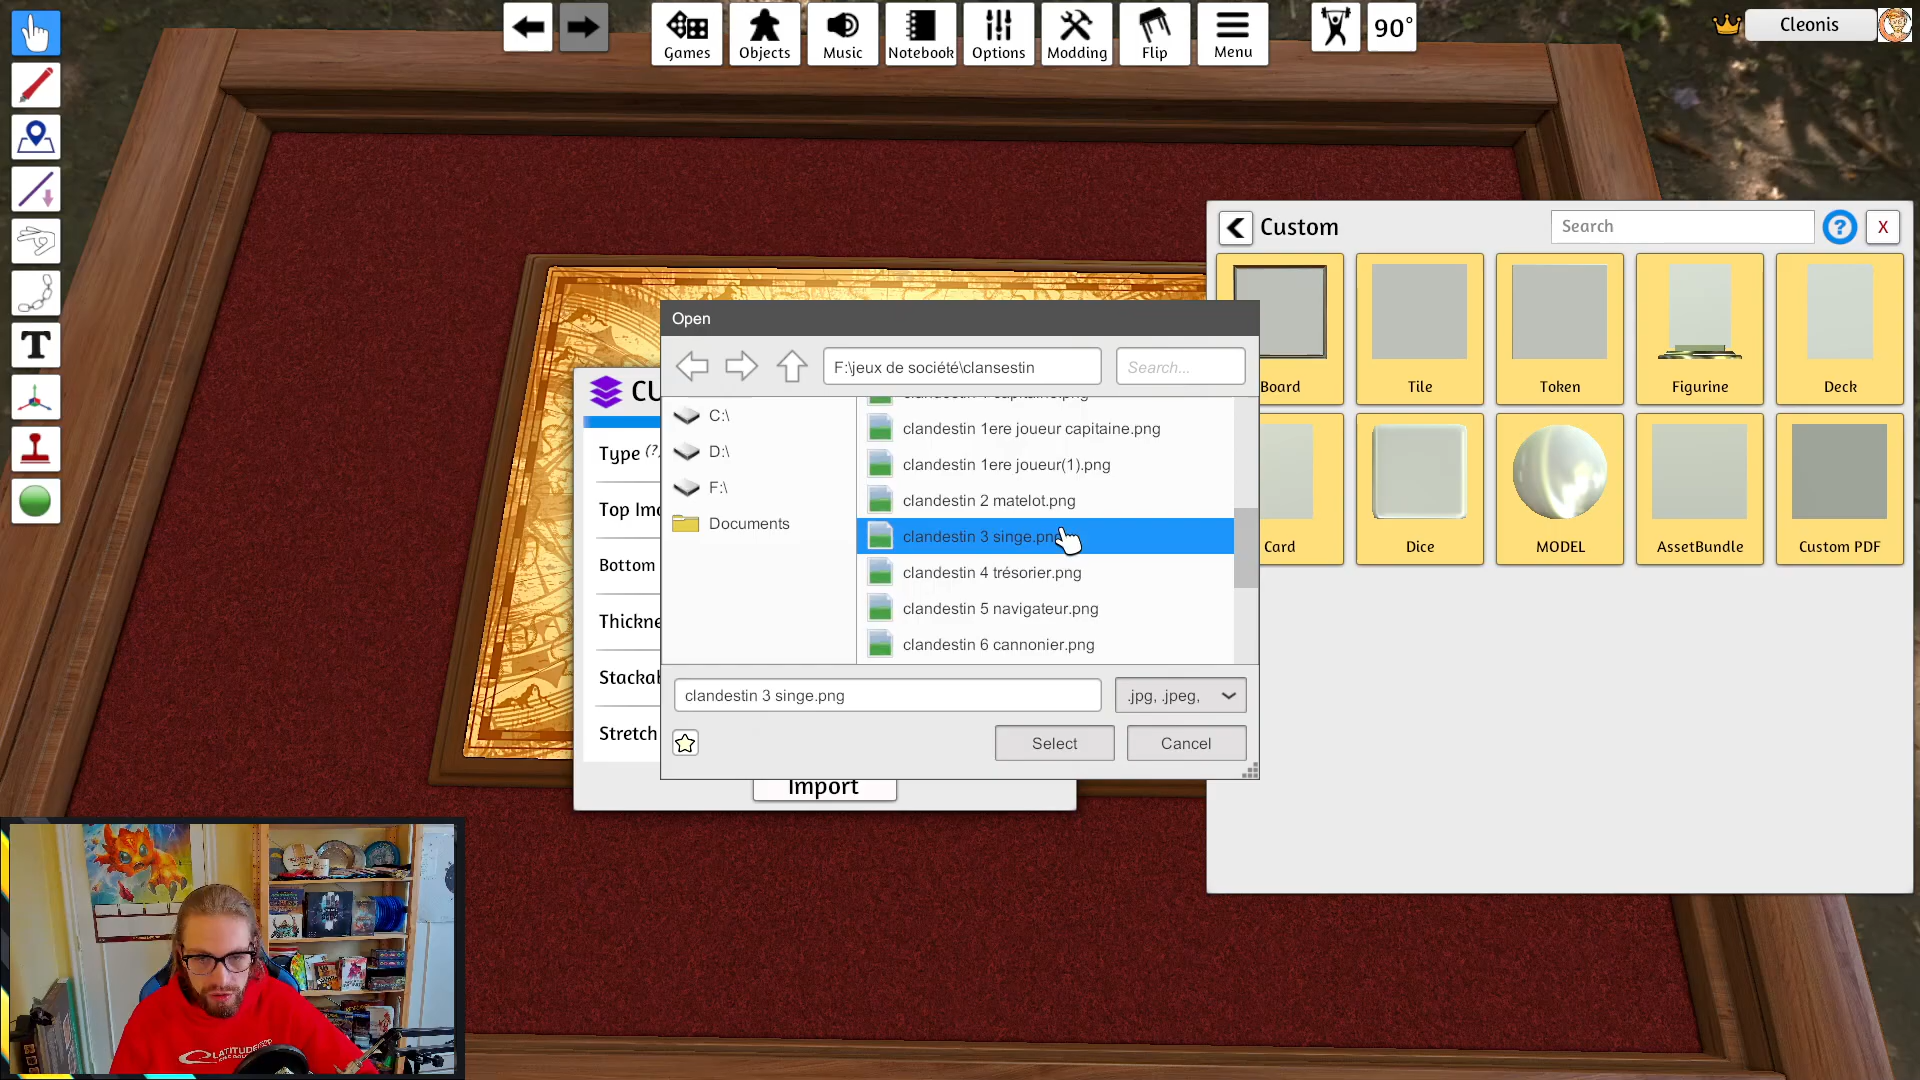 Games
Objects
Music
Notebook
Options
Modding
Flip
Menu
90°
Cleonis
Custom
Search
X
Board
Tile
Token
Figurine
Deck
Card
Dice
MODEL
AssetBundle
Custom PDF
Open
F:\jeux de société\clansestin
Search...
C:\
D:\
F:\
Documents
clandestin 1ere joueur capitaine.png
clandestin 1ere joueur(1).png
clandestin 2 matelot.png
clandestin 3 singe.png
clandestin 4 trésorier.png
clandestin 5 navigateur.png
clandestin 6 cannonier.png
clandestin 3 singe.png
.jpg, .jpeg,
Select
Cancel
CU
Type (?
Top Im
Bottom
Thickne
Stackab
Stretch
Import
LATITUDE